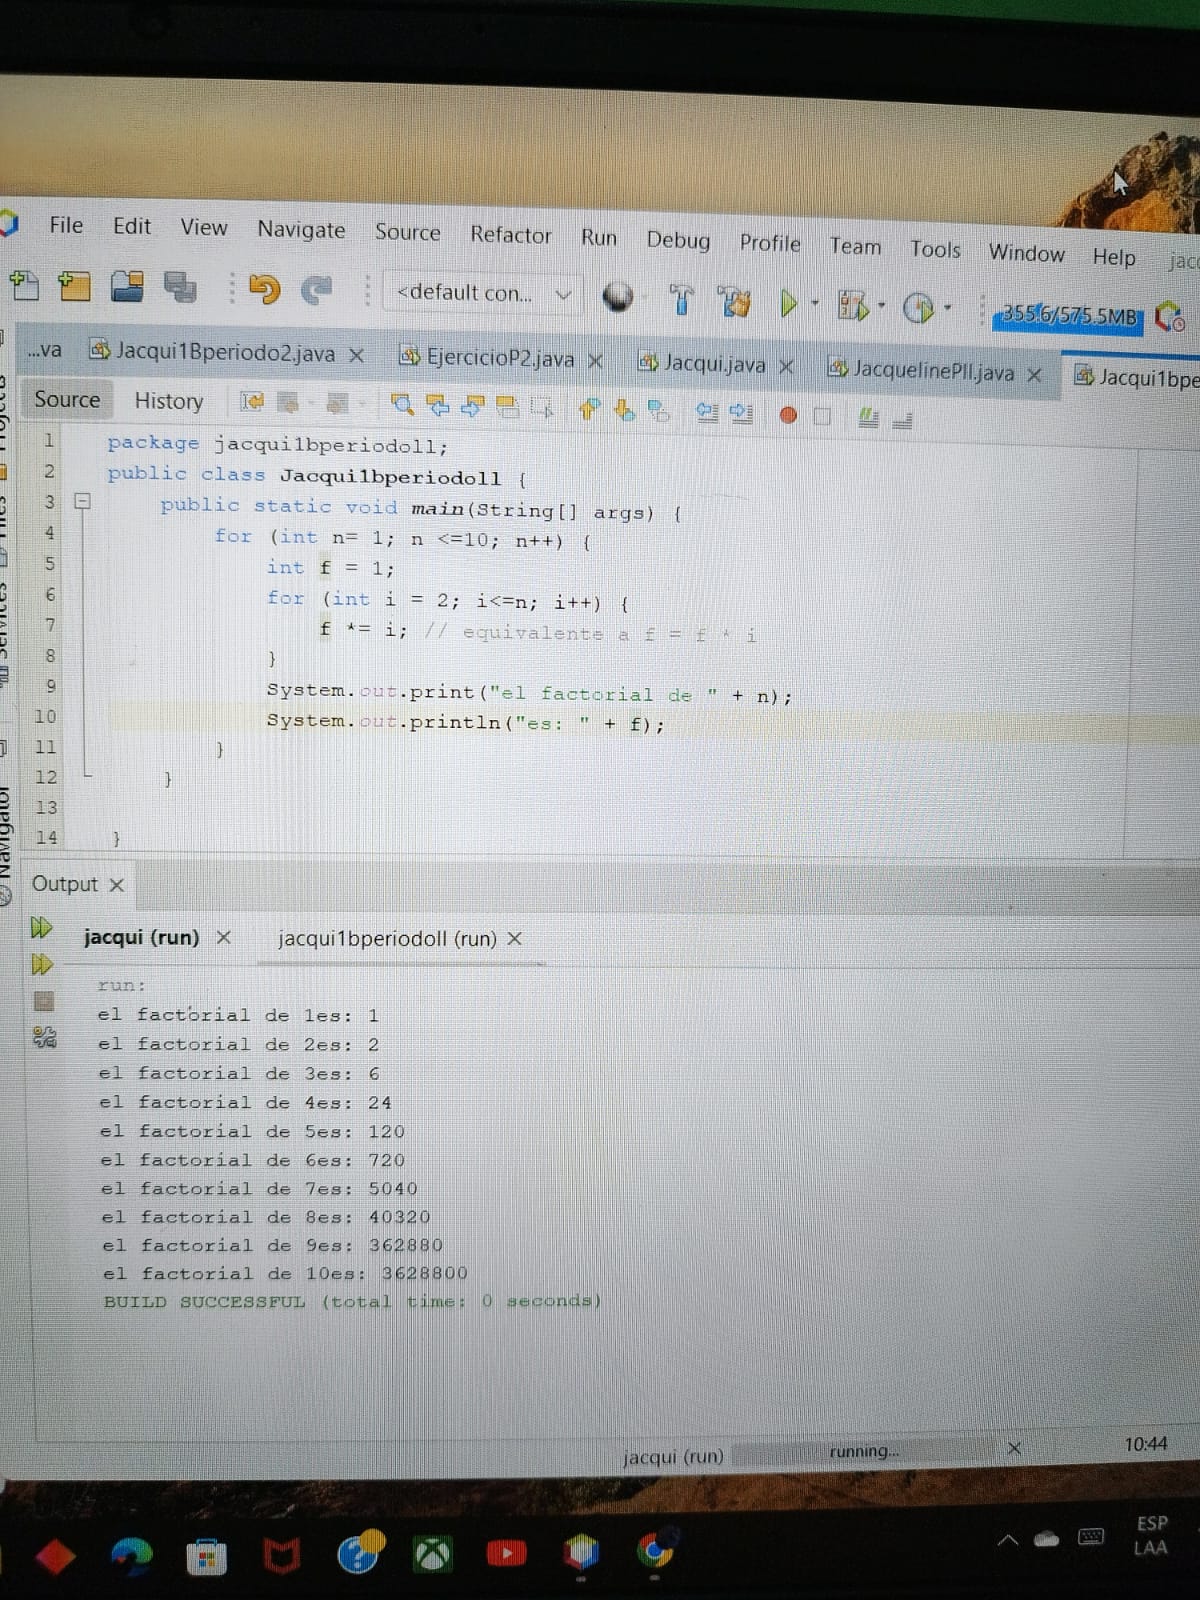 File Edit View Navigate Source Refactor Run Debug Profile Team Tools Window Help jacq
<default con...
355.6/575.5MB
...va Jacqui1Bperiodo2.java EjercicioP2.java Jacqui.java JacquelinePII.java Jacqui1bpe
Source History
1 package jacqui1bperiodoll;
2 public class Jacqui1bperiodoll {
3 public static void main(String[] args) {
4 for (int n= 1; n <=10; n++) {
5 int f = 1;
6 for (int i = 2; i<=n; i++) {
7 f *= i; // equivalente a f = f * i
8 }
9 System.out.print("el factorial de " + n);
10 System.out.println("es: " + f);
11 }
12 }
13
14 }
Services
Navigator
Output
jacqui (run) jacqui1bperiodoll (run)
run:
el factorial de 1es: 1
el factorial de 2es: 2
el factorial de 3es: 6
el factorial de 4es: 24
el factorial de 5es: 120
el factorial de 6es: 720
el factorial de 7es: 5040
el factorial de 8es: 40320
el factorial de 9es: 362880
el factorial de 10es: 3628800
BUILD SUCCESSFUL (total time: 0 seconds)
jacqui (run) running... 10:44
ESP
LAA